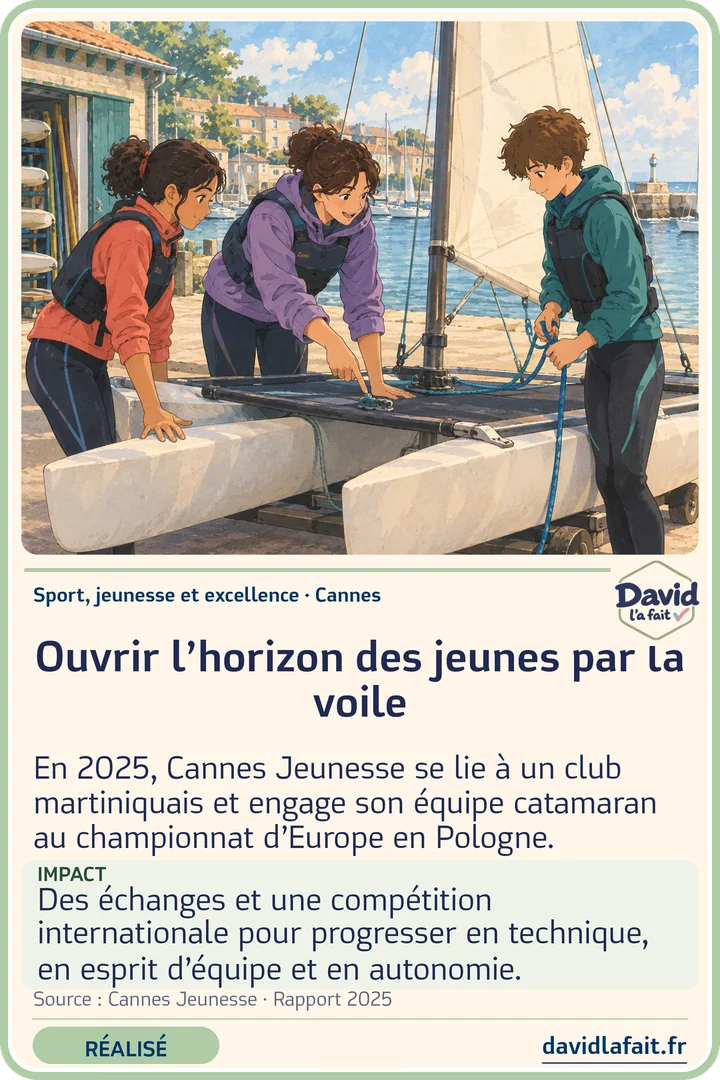 Sport, jeunesse et excellence · Cannes
David
l'a fait
Ouvrir l'horizon des jeunes par la
voile
En 2025, Cannes Jeunesse se lie à un club
martiniquais et engage son équipe catamaran
au championnat d'Europe en Pologne.
IMPACT
Des échanges et une compétition
internationale pour progresser en technique,
en esprit d'équipe et en autonomie.
Source : Cannes Jeunesse · Rapport 2025
RÉALISÉ
davidlafait.fr